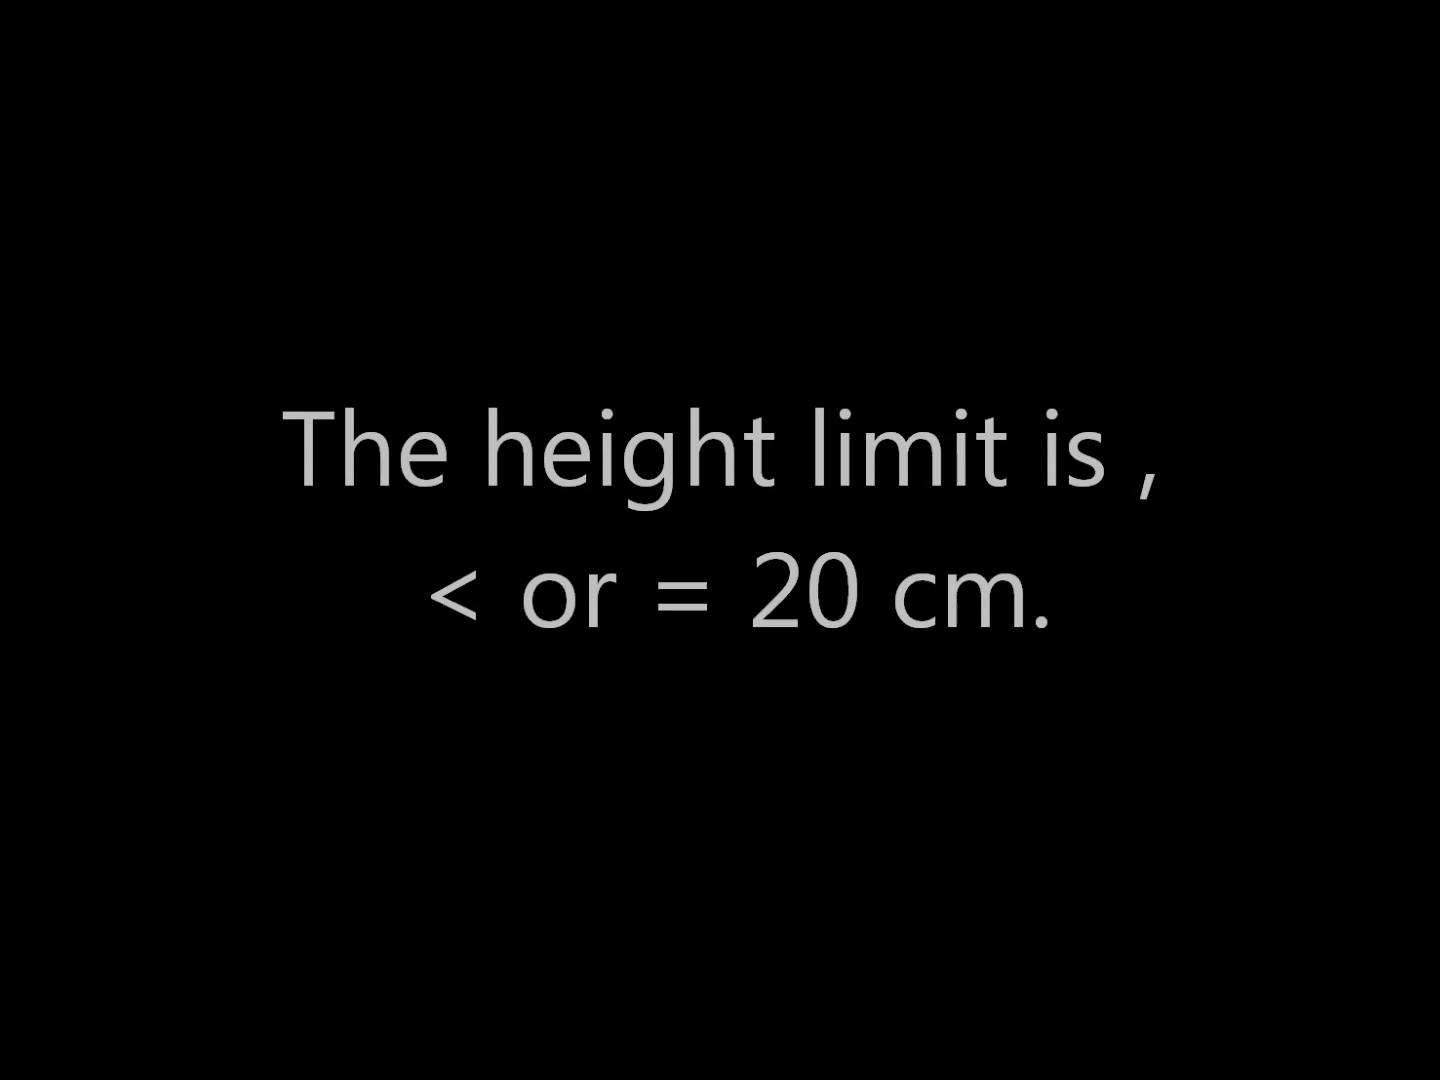 The height limit is ,
< or = 20 cm.